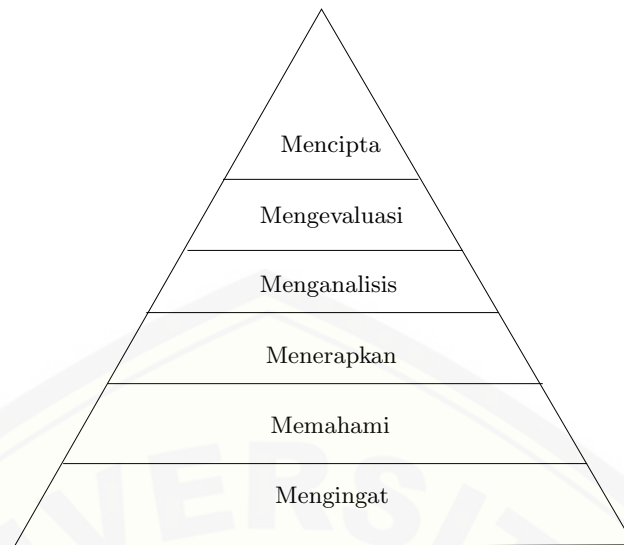 Mencipta
Mengevaluasi
Menganalisis
Menerapkan
Memahami
Mengingat